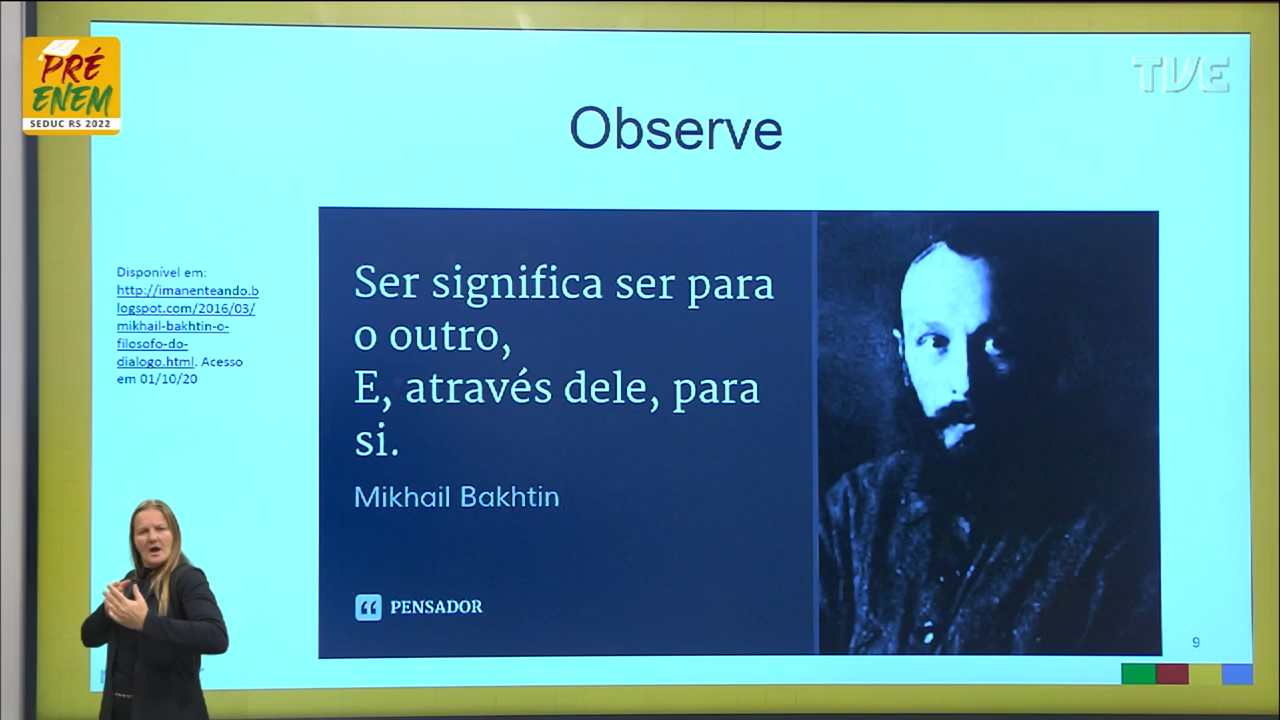 PRÉ
ENEM
SEDUC RS 2022
TVE
Observe
Disponível em:
http://imanenteando.b
logspot.com/2016/03/
mikhail-bakhtin-o-
filosofo-do-
dialogo.html. Acesso
em 01/10/20
Ser significa ser para
o outro,
E, através dele, para
si.
Mikhail Bakhtin
PENSADOR
9